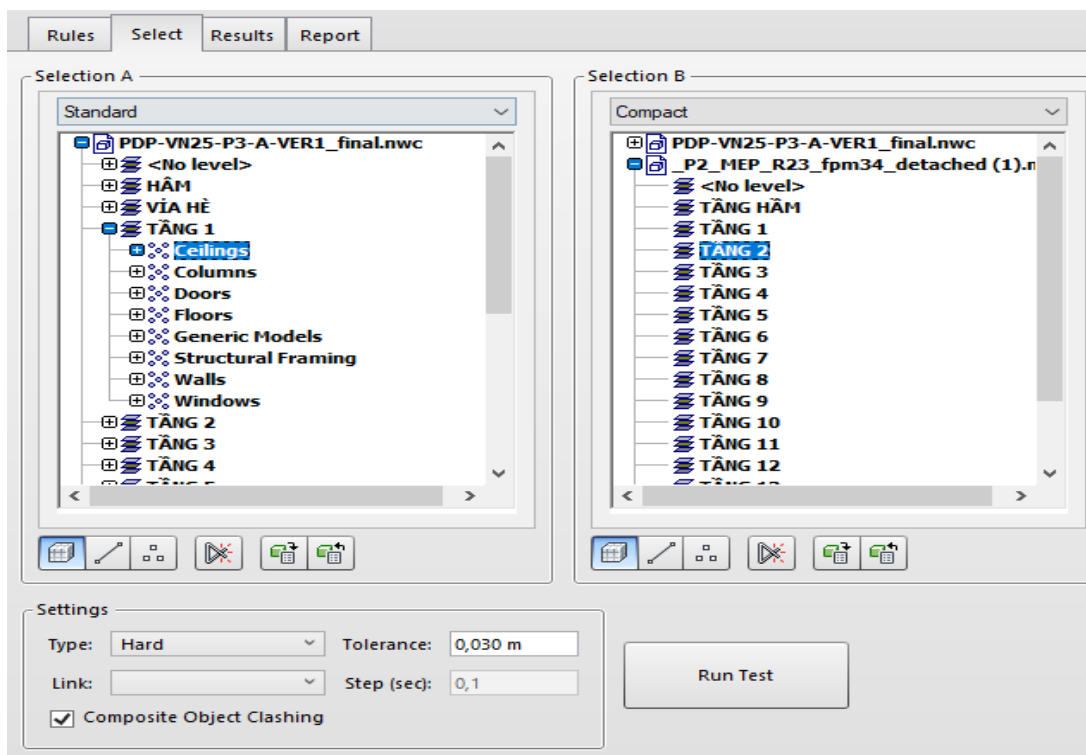 Rules Select Results Report
Selection A
Standard
PDP-VN25-P3-A-VER1_final.nwc
<No level>
HẦM
VỈA HÈ
TẦNG 1
Ceilings
Columns
Doors
Floors
Generic Models
Structural Framing
Walls
Windows
TẦNG 2
TẦNG 3
TẦNG 4
Selection B
Compact
PDP-VN25-P3-A-VER1_final.nwc
_P2_MEP_R23_fpm34_detached (1).n
<No level>
TẦNG HẦM
TẦNG 1
TẦNG 2
TẦNG 3
TẦNG 4
TẦNG 5
TẦNG 6
TẦNG 7
TẦNG 8
TẦNG 9
TẦNG 10
TẦNG 11
TẦNG 12
Settings
Type: Hard Tolerance: 0,030 m
Link: Step (sec): 0,1
Composite Object Clashing
Run Test